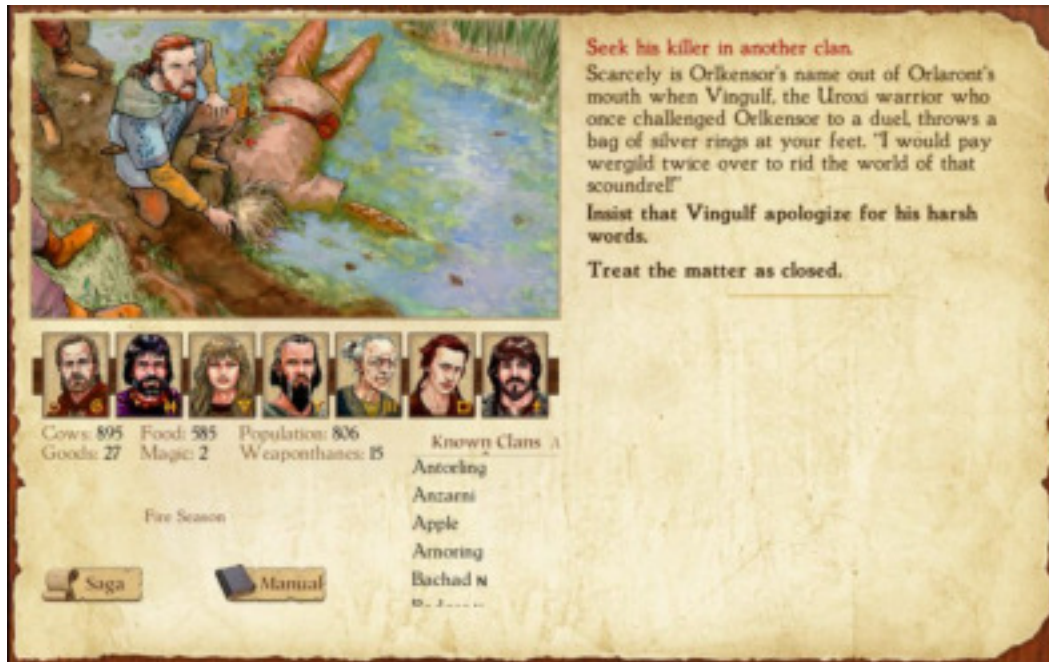 Seek his killer in another clan.
Scarcely is Orlkensor's name out of Orlaront's
mouth when Vingulf, the Uroxi warrior who
once challenged Orlkensor to a duel, throws a
bag of silver rings at your feet. "I would pay
wergild twice over to rid the world of that
scoundrel!"
Insist that Vingulf apologize for his harsh
words.
Treat the matter as closed.
Cows: 895 Food: 585 Population: 806
Goods: 27 Magic: 2 Weaponthanes: 15
Known Clans
Antorling
Anzarni
Apple
Arnoring
Bachad N
Fire Season
Saga
Manual